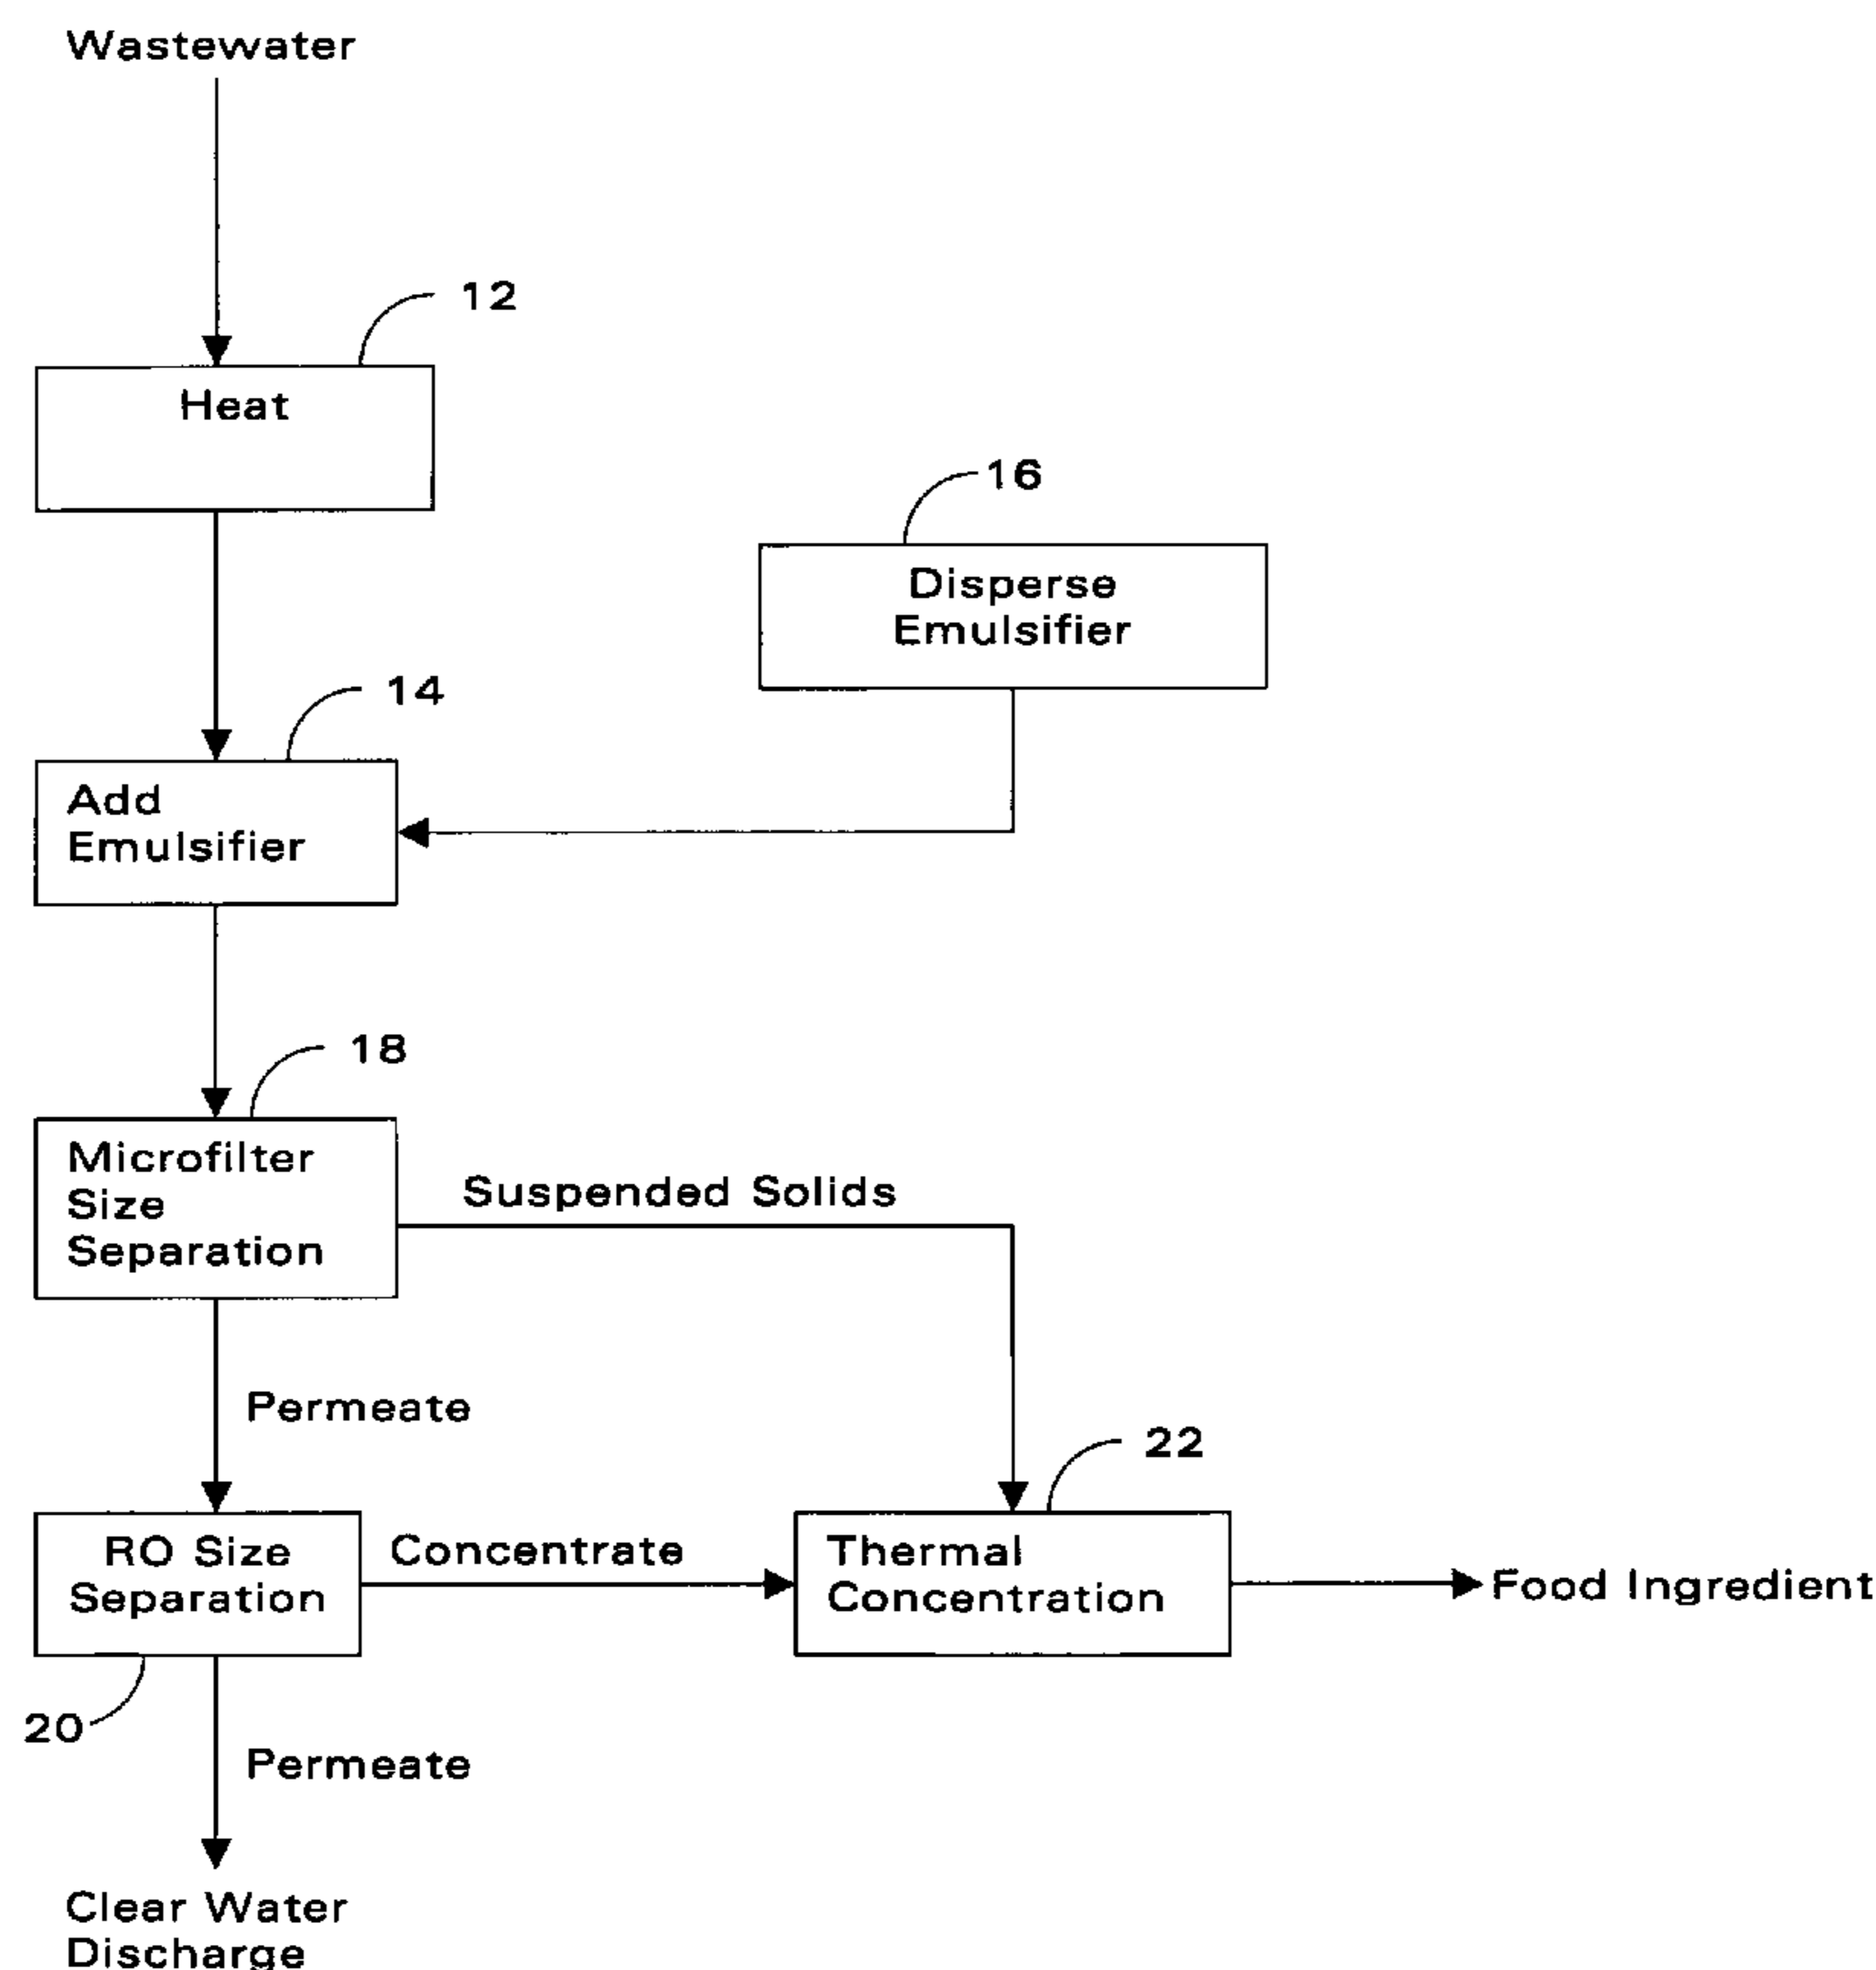 Wastewater
12
Heat
16
Disperse
Emulsifier
14
Add
Emulsifier
18
Microfilter
Size
Separation
Suspended Solids
Permeate
22
RO Size
Separation
Concentrate
Thermal
Concentration
Food Ingredient
20
Permeate
Clear Water
Discharge